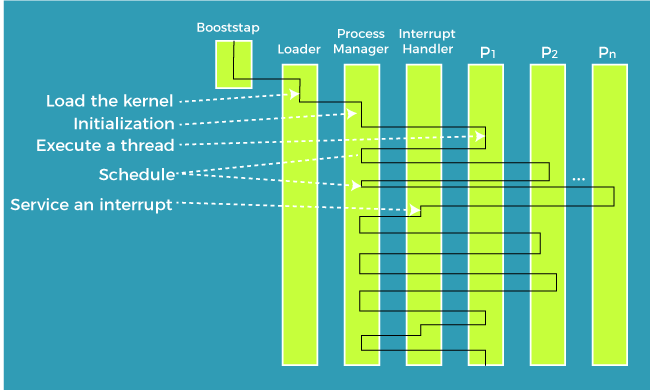 Booststap
Loader
Process
Manager
Interrupt
Handler
P1
P2
Pn
Load the kernel
Initialization
Execute a thread
Schedule
...
Service an interrupt